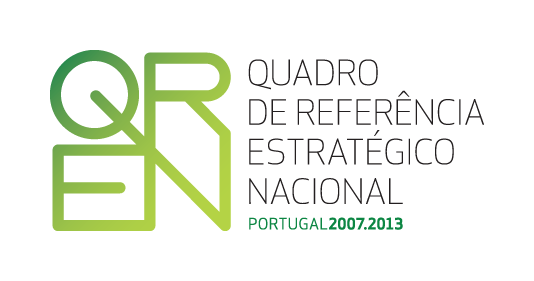 QREN
QUADRO
DE REFERÊNCIA
ESTRATÉGICO
NACIONAL
PORTUGAL2007.2013